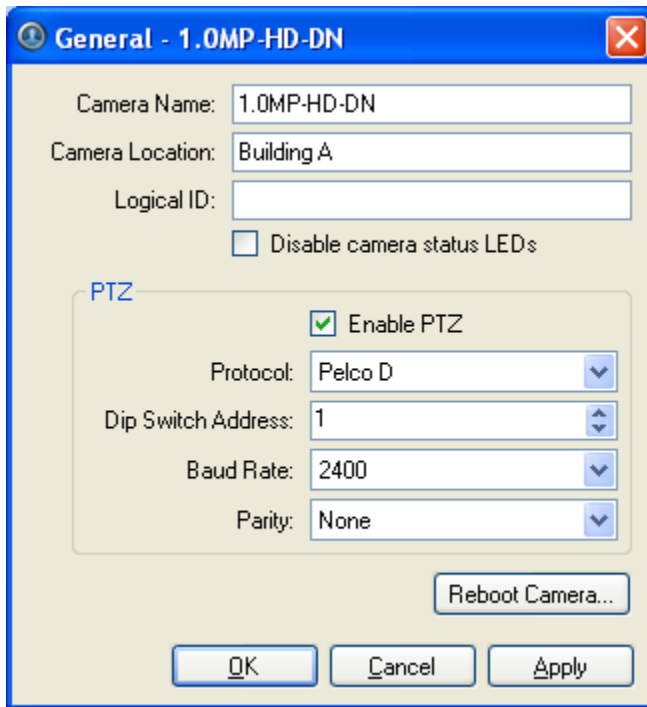 General - 1.0MP-HD-DN
Camera Name: 1.0MP-HD-DN
Camera Location: Building A
Logical ID:
Disable camera status LEDs
PTZ
Enable PTZ
Protocol: Pelco D
Dip Switch Address: 1
Baud Rate: 2400
Parity: None
Reboot Camera...
OK Cancel Apply